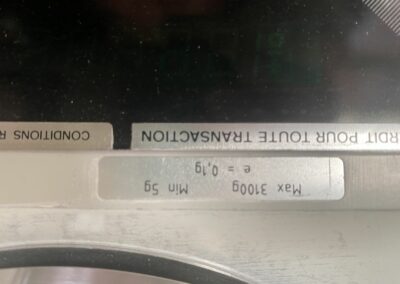 Max 3100g Min 5g
e = 0,1g
RDIT POUR TOUTE TRANSACTION
CONDITIONS R